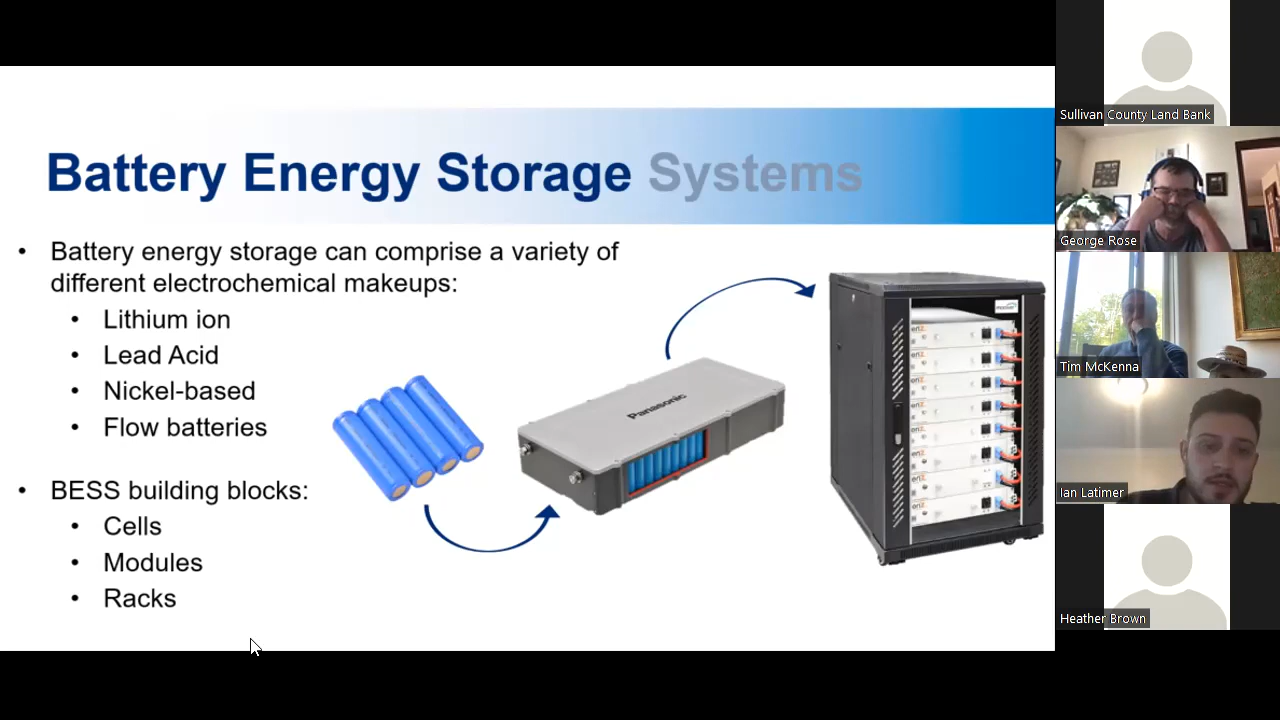 Battery Energy Storage Systems
• Battery energy storage can comprise a variety of
different electrochemical makeups:
• Lithium ion
• Lead Acid
• Nickel-based
• Flow batteries
• BESS building blocks:
• Cells
• Modules
• Racks
Panasonic
Sullivan County Land Bank
George Rose
Tim McKenna
Ian Latimer
Heather Brown